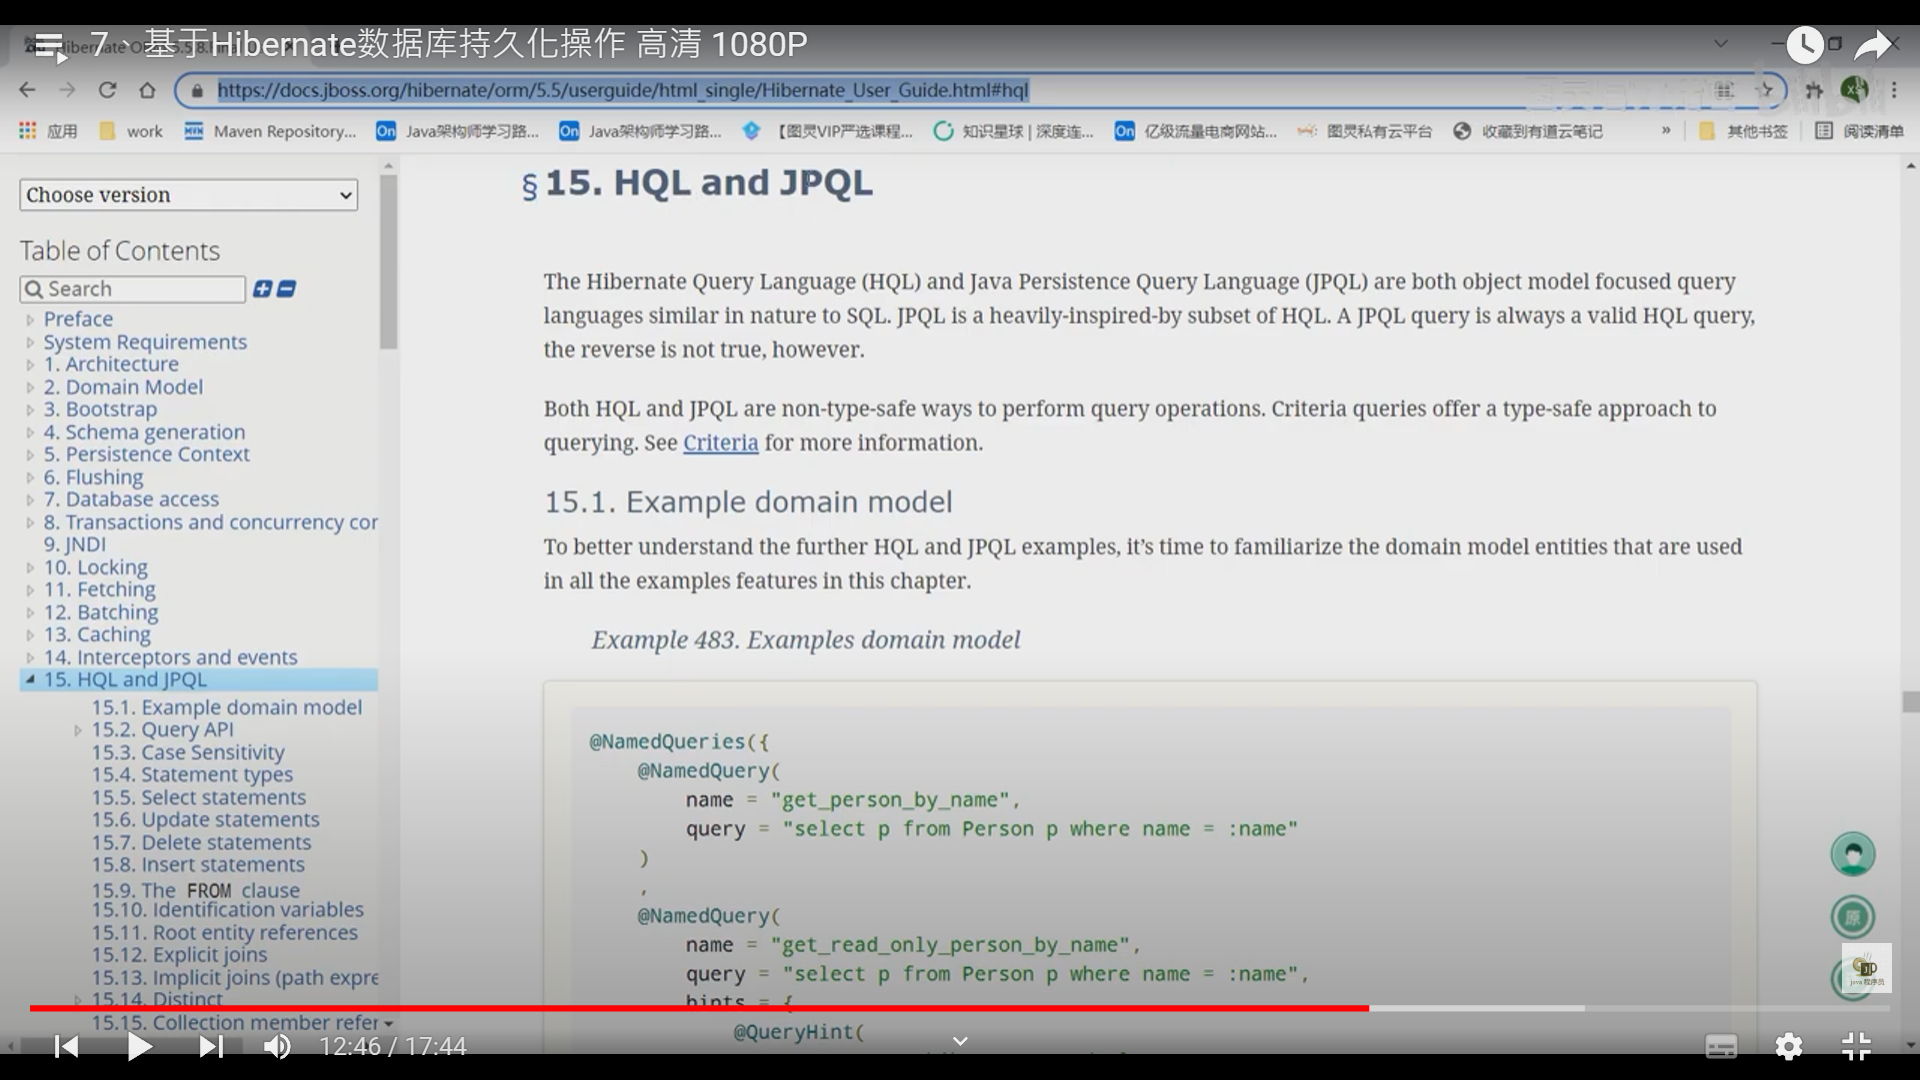 7、基于Hibernate数据库持久化操作 高清 1080P
https://docs.jboss.org/hibernate/orm/5.5/userguide/html_single/Hibernate_User_Guide.html#hql
应用
work
Maven Repository...
Java架构师学习路...
Java架构师学习路...
【图灵VIP严选课程...
知识星球 | 深度连...
亿级流量电商网站...
图灵私有云平台
收藏到有道云笔记
»
其他书签
阅读清单
Choose version
Table of Contents
Search
Preface
System Requirements
1. Architecture
2. Domain Model
3. Bootstrap
4. Schema generation
5. Persistence Context
6. Flushing
7. Database access
8. Transactions and concurrency cor
9. JNDI
10. Locking
11. Fetching
12. Batching
13. Caching
14. Interceptors and events
15. HQL and JPQL
15.1. Example domain model
15.2. Query API
15.3. Case Sensitivity
15.4. Statement types
15.5. Select statements
15.6. Update statements
15.7. Delete statements
15.8. Insert statements
15.9. The FROM clause
15.10. Identification variables
15.11. Root entity references
15.12. Explicit joins
15.13. Implicit joins (path expre
15.14. Distinct
15.15. Collection member refer
§ 15. HQL and JPQL
The Hibernate Query Language (HQL) and Java Persistence Query Language (JPQL) are both object model focused query
languages similar in nature to SQL. JPQL is a heavily-inspired-by subset of HQL. A JPQL query is always a valid HQL query,
the reverse is not true, however.
Both HQL and JPQL are non-type-safe ways to perform query operations. Criteria queries offer a type-safe approach to
querying. See Criteria for more information.
15.1. Example domain model
To better understand the further HQL and JPQL examples, it’s time to familiarize the domain model entities that are used
in all the examples features in this chapter.
Example 483. Examples domain model
@NamedQueries({
@NamedQuery(
name = "get_person_by_name",
query = "select p from Person p where name = :name"
)
,
@NamedQuery(
name = "get_read_only_person_by_name",
query = "select p from Person p where name = :name",
hints = {
@QueryHint(
原
java 程序员
12:46 / 17:44